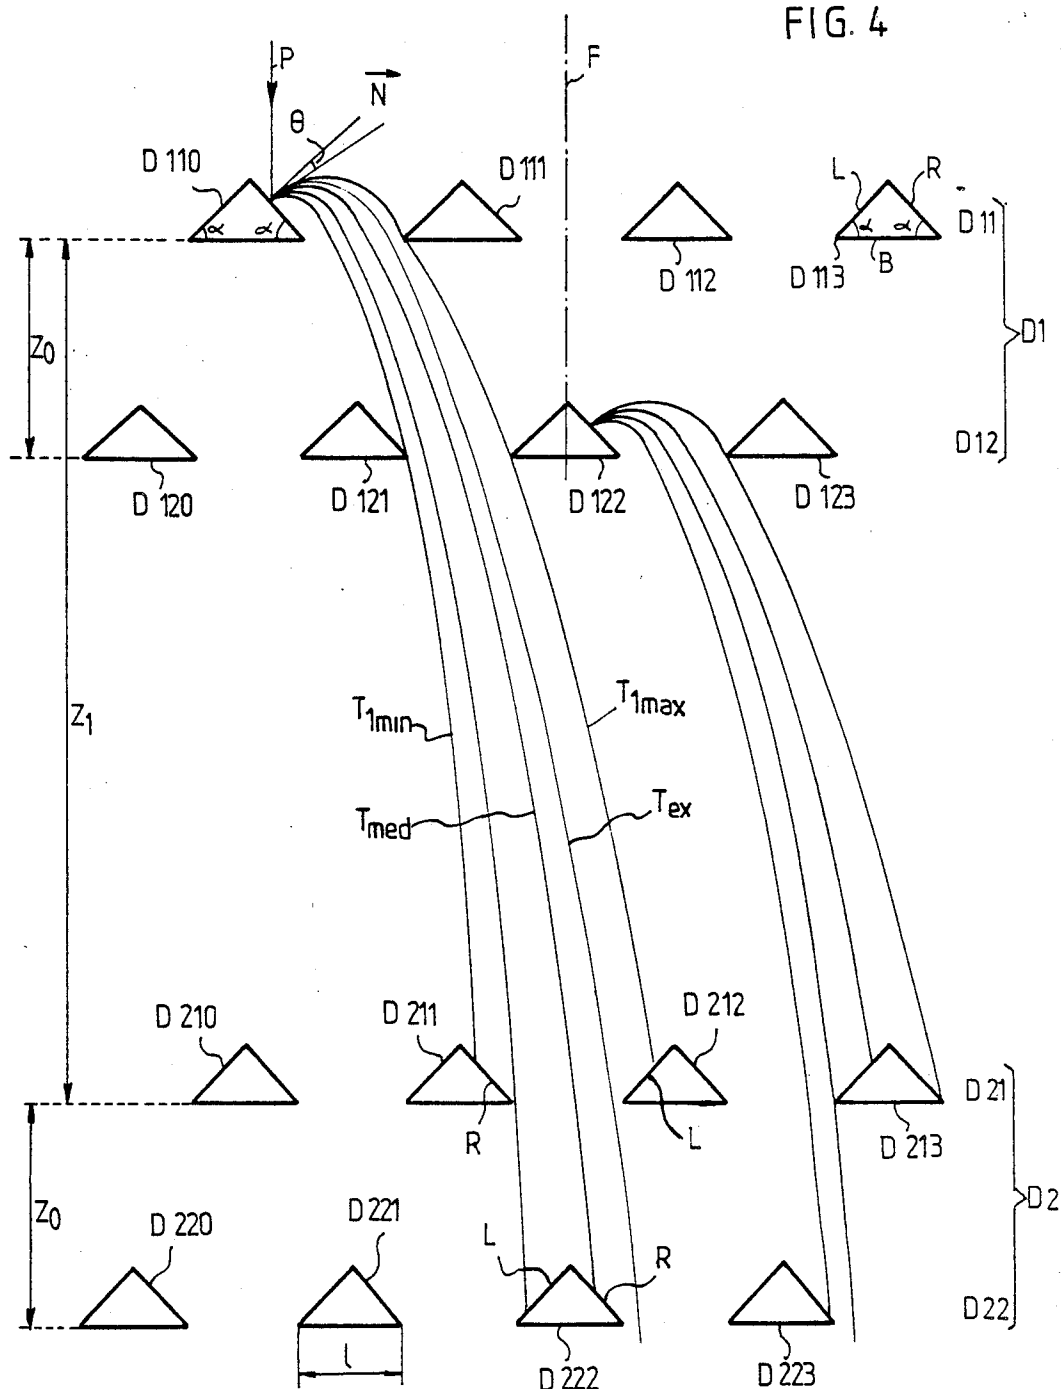 FIG. 4
P
F
N
θ
D 110
D 111
L
R
D 11
α
α
α
α
D 112
D 113
B
Z0
D1
D12
D 120
D 121
D 122
D 123
Z1
T1min
T1max
Tmed
Tex
D 210
D 211
D 212
D 21
R
L
D 213
Z0
D2
D 220
D 221
L
R
D22
l
D 222
D 223